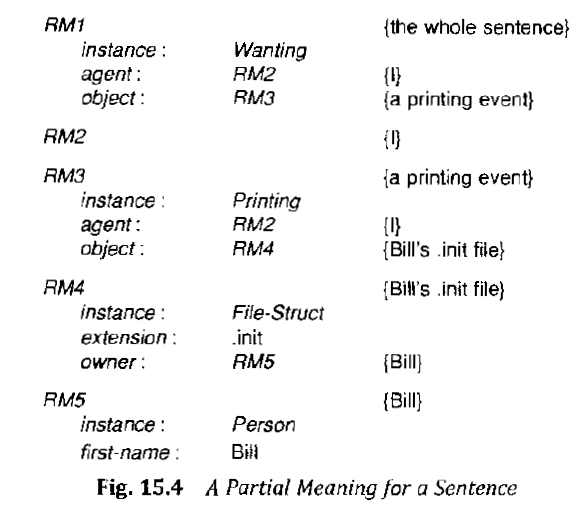 RM1 {the whole sentence}
instance : Wanting
agent : RM2 {I}
object : RM3 {a printing event}
RM2 {I}
RM3 {a printing event}
instance : Printing
agent : RM2 {I}
object : RM4 {Bill's .init file}
RM4 {Bill's .init file}
instance : File-Struct
extension : .init
owner : RM5 {Bill}
RM5 {Bill}
instance : Person
first-name : Bill
Fig. 15.4 A Partial Meaning for a Sentence